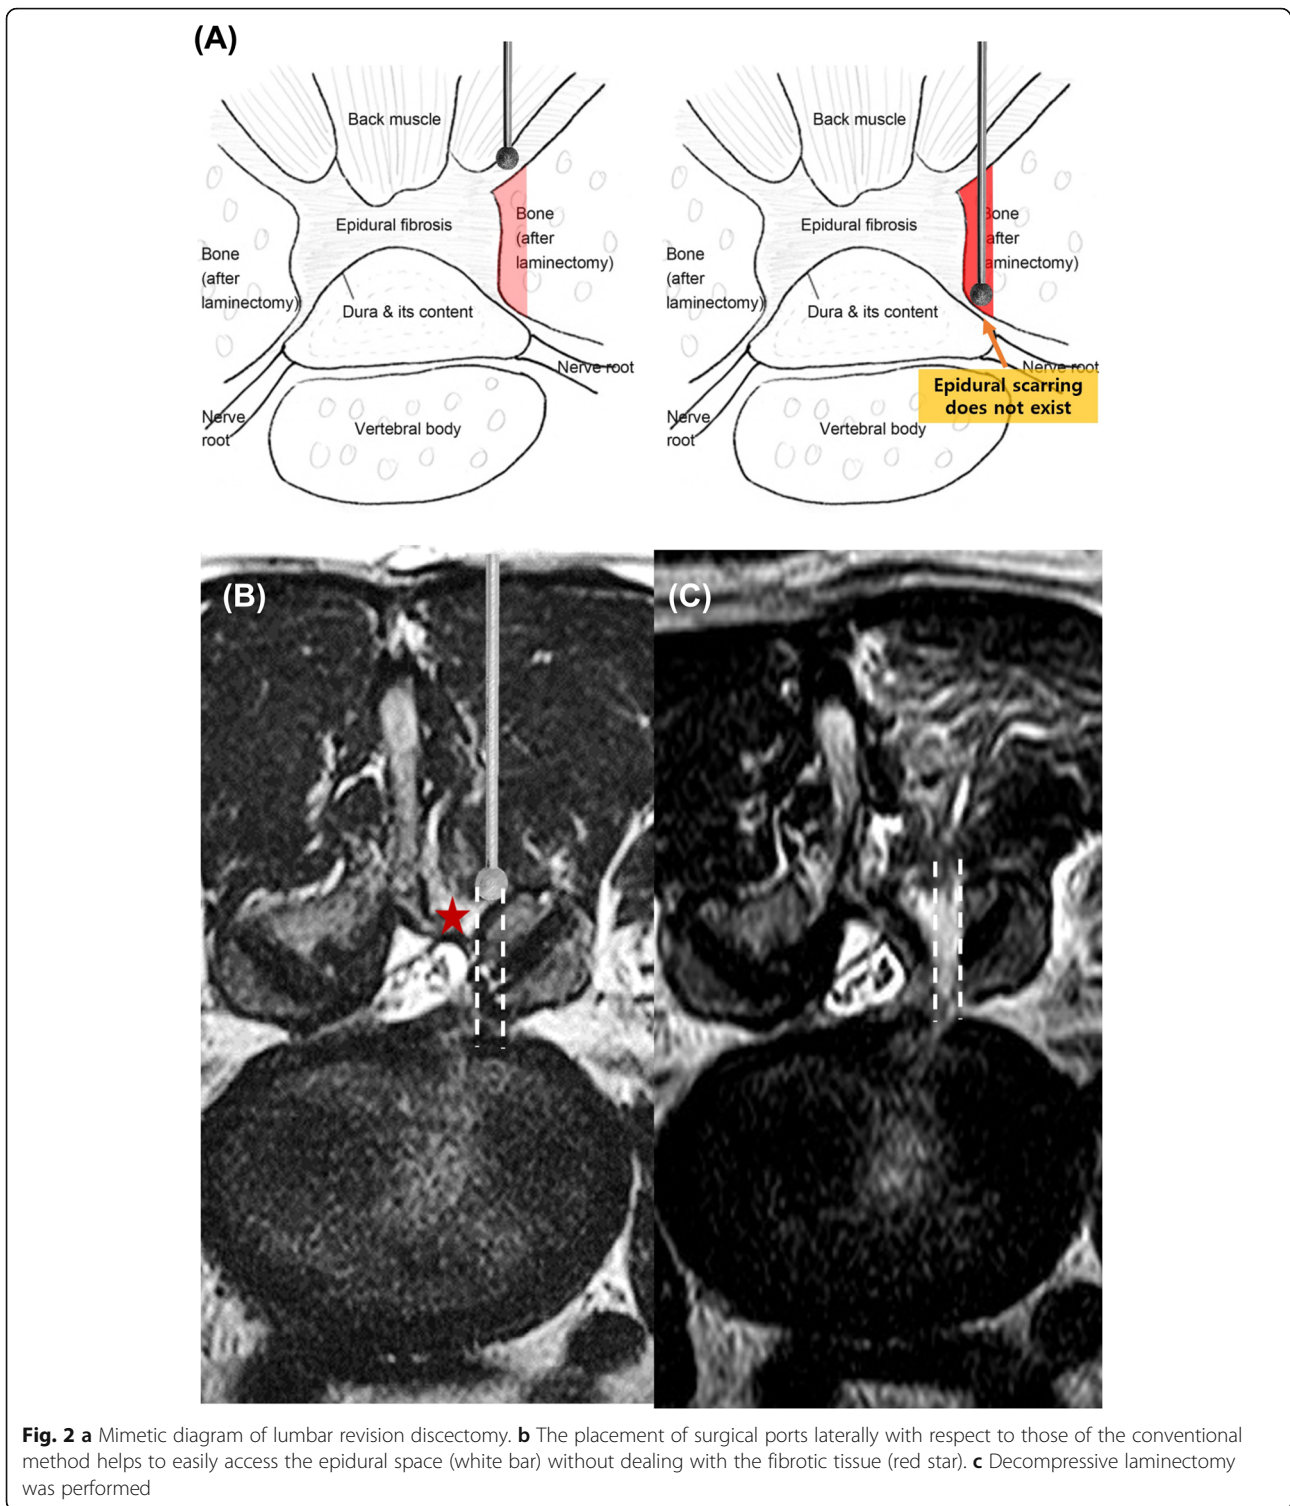 (A)
Back muscle
Epidural fibrosis
Bone
(after
laminectomy)
Bone
(after
laminectomy)
Dura & its content
Nerve root
Nerve
root
Vertebral body
Back muscle
Epidural fibrosis
Bone
after
aminectomy)
Bone
(after
laminectomy)
Dura & its content
Nerve root
Epidural scarring
does not exist
Nerve
root
Vertebral body
(B)
(C)
Fig. 2 a Mimetic diagram of lumbar revision discectomy. b The placement of surgical ports laterally with respect to those of the conventional
method helps to easily access the epidural space (white bar) without dealing with the fibrotic tissue (red star). c Decompressive laminectomy
was performed